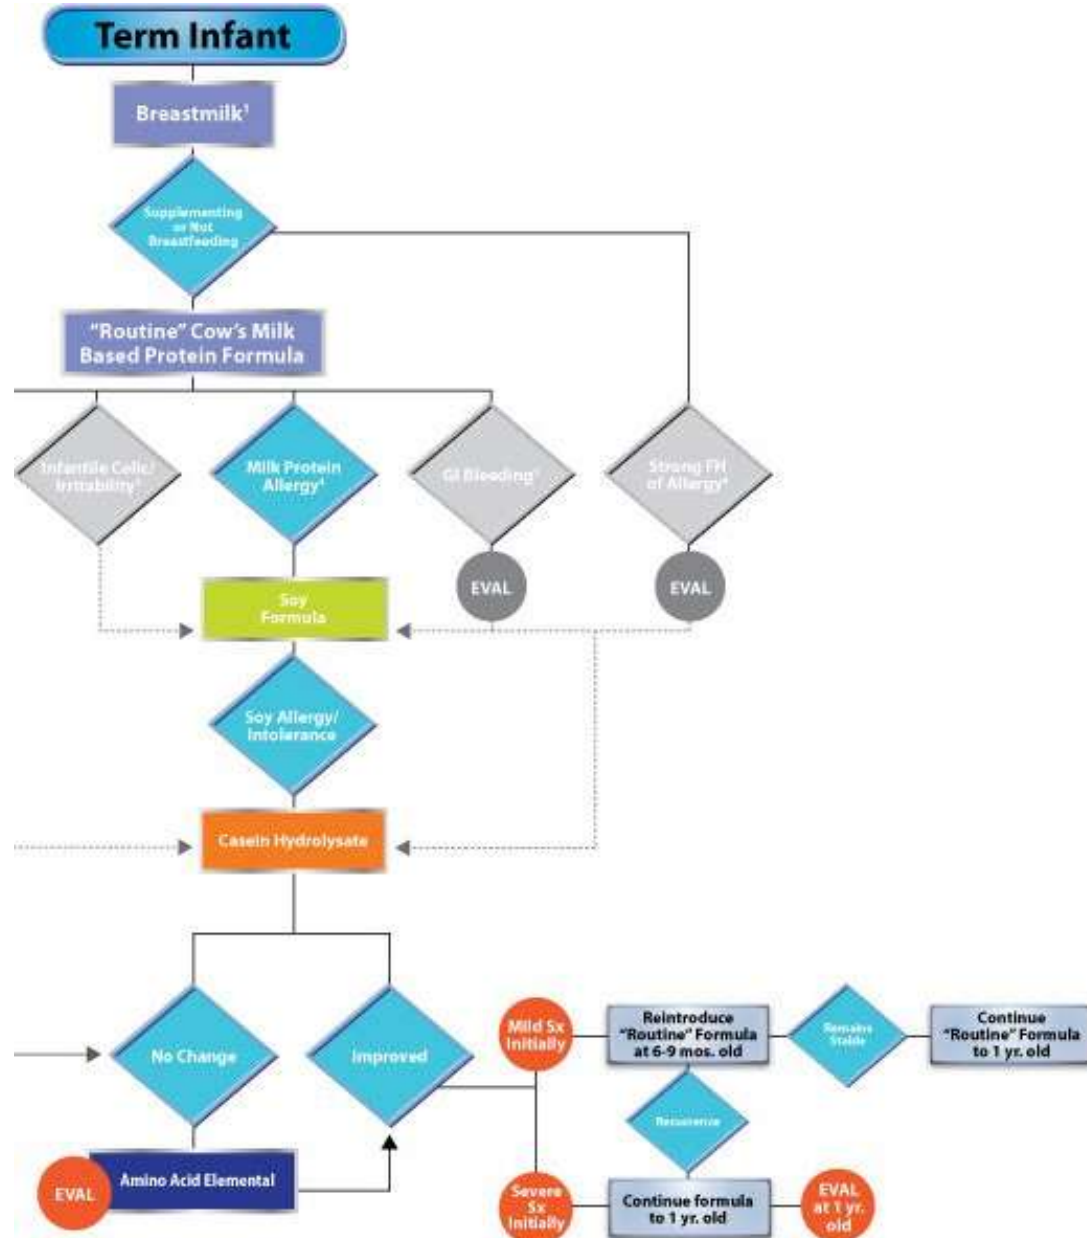 Term Infant
Breastmilk¹
Supplementing
or Not
Breastfeeding
"Routine" Cow's Milk
Based Protein Formula
Infantile Colic/
Irritability
Milk Protein
Allergy⁴
GI Bleeding
Strong FH
of Allergy
EVAL
EVAL
Soy
Formula
Soy Allergy/
Intolerance
Casein Hydrolysate
No Change
Improved
Mild Sx
Initially
Reintroduce
"Routine" Formula
at 6-9 mos. old
Remains
Stable
Continue
"Routine" Formula
to 1 yr. old
Recurrence
EVAL
Amino Acid Elemental
Severe
Sx
Initially
Continue formula
to 1 yr. old
EVAL
at 1 yr.
old